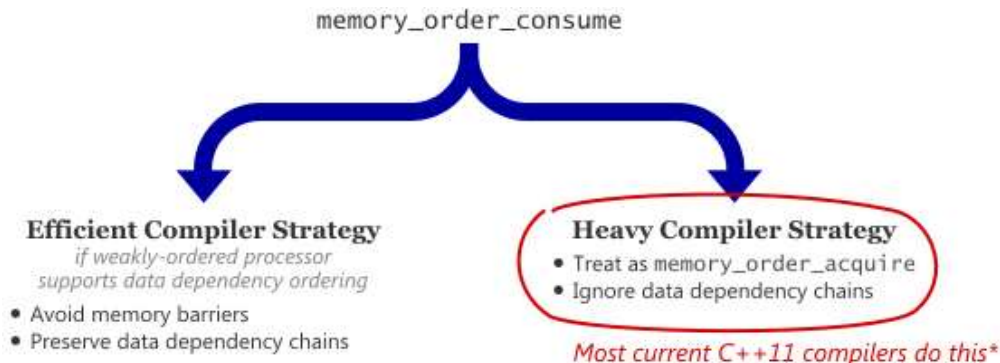 memory_order_consume
Efficient Compiler Strategy
if weakly-ordered processor
supports data dependency ordering
• Avoid memory barriers
• Preserve data dependency chains
Heavy Compiler Strategy
• Treat as memory_order_acquire
• Ignore data dependency chains
Most current C++11 compilers do this*